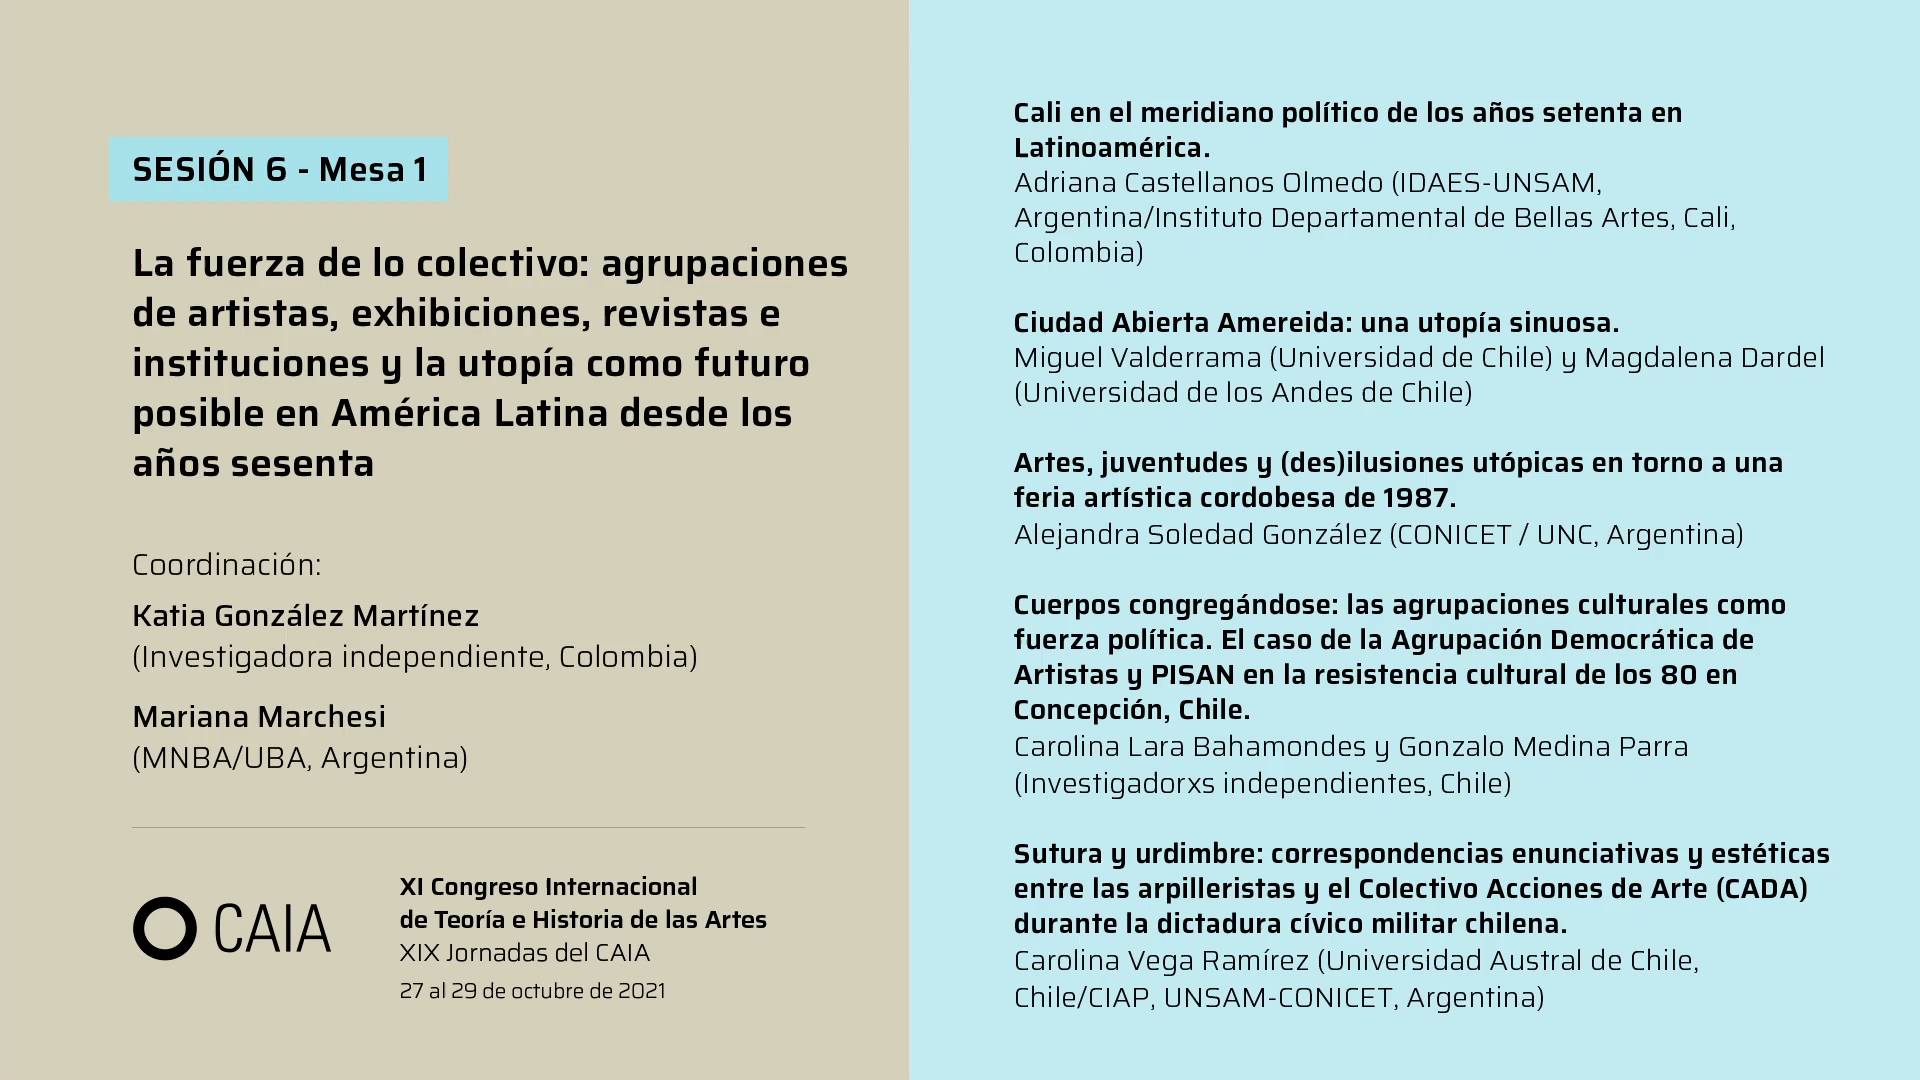 SESIÓN 6 - Mesa 1
La fuerza de lo colectivo: agrupaciones
de artistas, exhibiciones, revistas e
instituciones y la utopía como futuro
posible en América Latina desde los
años sesenta
Coordinación:
Katia González Martínez
(Investigadora independiente, Colombia)
Mariana Marchesi
(MNBA/UBA, Argentina)
CAIA
XI Congreso Internacional
de Teoría e Historia de las Artes
XIX Jornadas del CAIA
27 al 29 de octubre de 2021
Cali en el meridiano político de los años setenta en
Latinoamérica.
Adriana Castellanos Olmedo (IDAES-UNSAM,
Argentina/Instituto Departamental de Bellas Artes, Cali,
Colombia)
Ciudad Abierta Amereida: una utopía sinuosa.
Miguel Valderrama (Universidad de Chile) y Magdalena Dardel
(Universidad de los Andes de Chile)
Artes, juventudes y (des)ilusiones utópicas en torno a una
feria artística cordobesa de 1987.
Alejandra Soledad González (CONICET / UNC, Argentina)
Cuerpos congregándose: las agrupaciones culturales como
fuerza política. El caso de la Agrupación Democrática de
Artistas y PISAN en la resistencia cultural de los 80 en
Concepción, Chile.
Carolina Lara Bahamondes y Gonzalo Medina Parra
(Investigadorxs independientes, Chile)
Sutura y urdimbre: correspondencias enunciativas y estéticas
entre las arpilleristas y el Colectivo Acciones de Arte (CADA)
durante la dictadura cívico militar chilena.
Carolina Vega Ramírez (Universidad Austral de Chile,
Chile/CIAP, UNSAM-CONICET, Argentina)